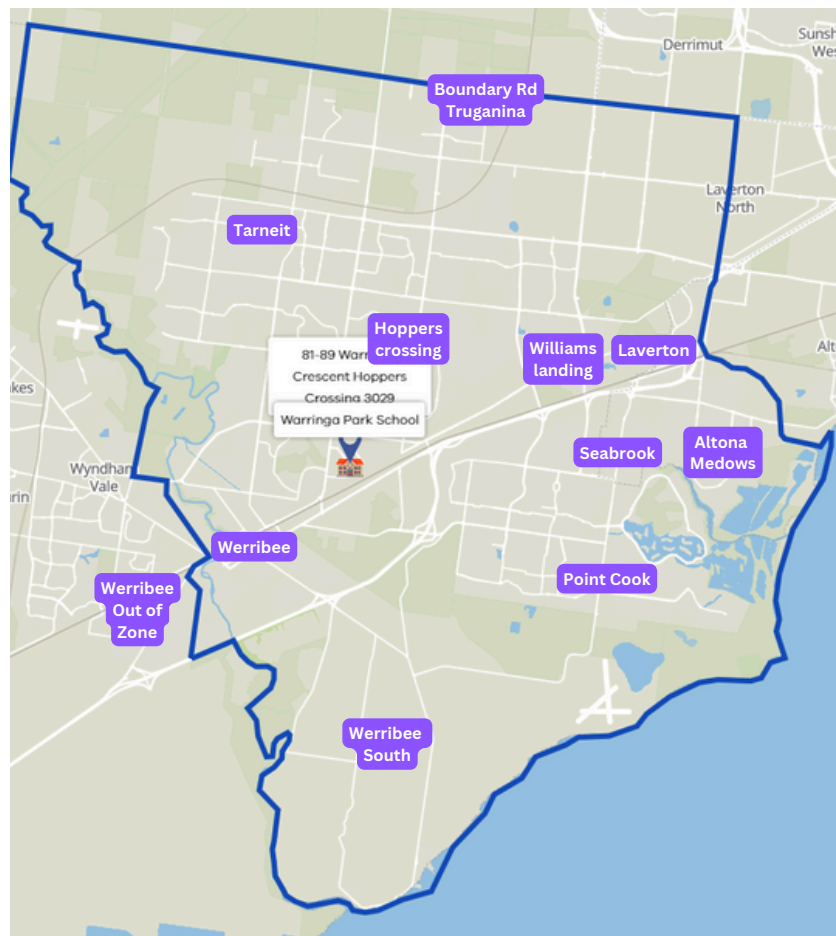 Derrimut
Sunsh
Wes
Boundary Rd
Truganina
Laverton
North
Tarneit
Hoppers
crossing
81-89 Warr
Crescent Hoppers
Crossing 3029
Warringa Park School
Williams
landing
Laverton
Alt
akes
Seabrook
Altona
Medows
Wyndham
Vale
rin
Werribee
Point Cook
Werribee
Out of
Zone
Werribee
South